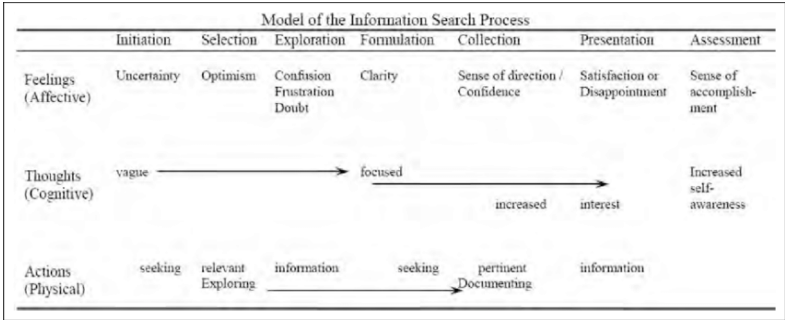 Model of the Information Search Process
Initiation Selection Exploration Formulation Collection Presentation Assessment
Feelings (Affective) Uncertainty Optimism Confusion Frustration Doubt Clarity Sense of direction / Confidence Satisfaction or Disappointment Sense of accomplish-ment
Thoughts (Cognitive) vague focused Increased self-awareness
increased interest
Actions (Physical) seeking relevant information seeking pertinent information
Exploring Documenting